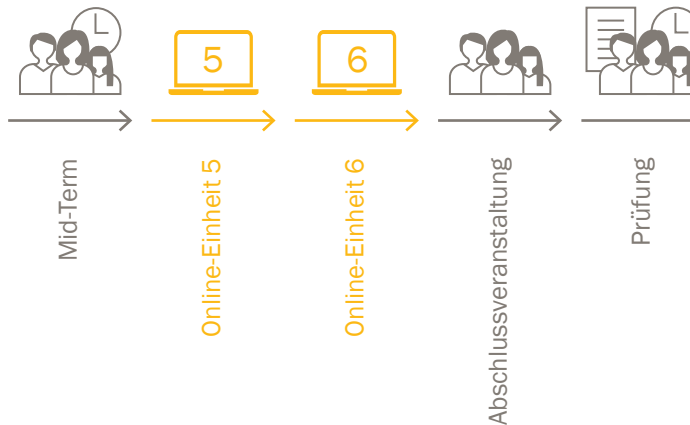 5
6
Mid-Term
Online-Einheit 5
Online-Einheit 6
Abschlussveranstaltung
Prüfung